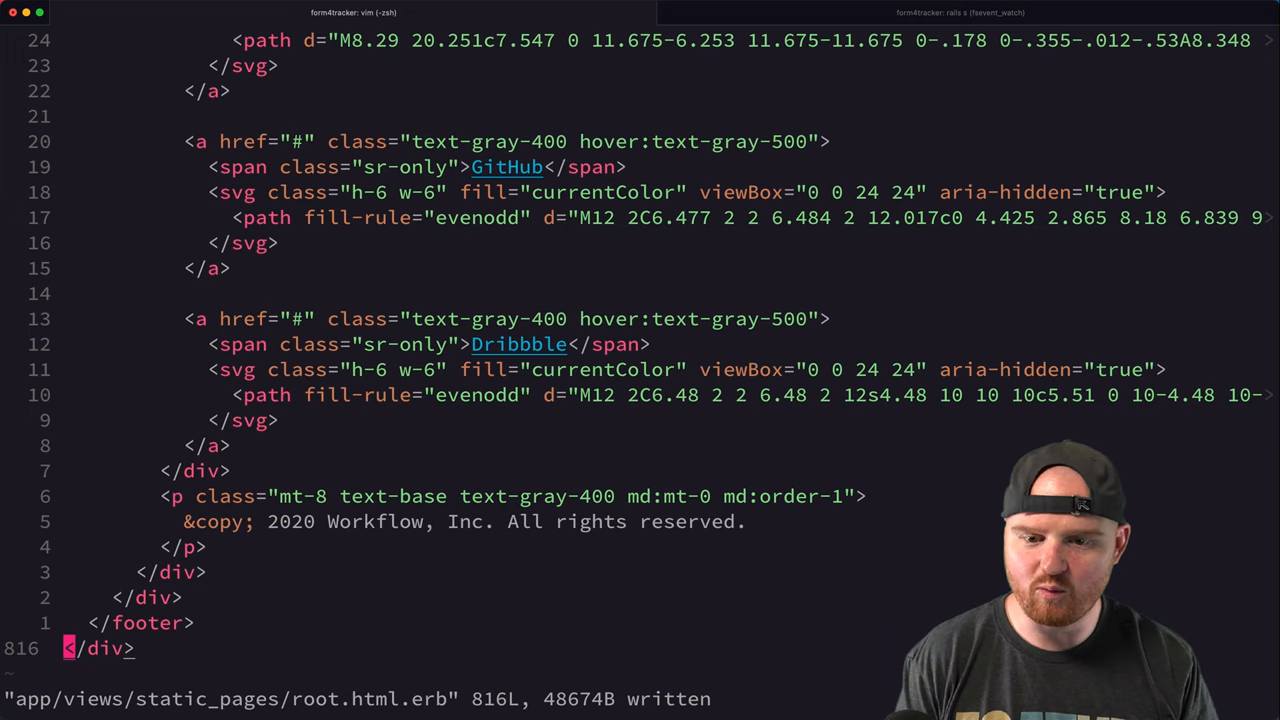 form4tracker: vim (-zsh)
form4tracker: rails s (fsevent_watch)
24 <path d="M8.29 20.251c7.547 0 11.675-6.253 11.675-11.675 0-.178 0-.355-.012-.53A8.348 >
23 </svg>
22 </a>
21
20 <a href="#" class="text-gray-400 hover:text-gray-500">
19 <span class="sr-only">GitHub</span>
18 <svg class="h-6 w-6" fill="currentColor" viewBox="0 0 24 24" aria-hidden="true">
17 <path fill-rule="evenodd" d="M12 2C6.477 2 2 6.484 2 12.017c0 4.425 2.865 8.18 6.839 9>
16 </svg>
15 </a>
14
13 <a href="#" class="text-gray-400 hover:text-gray-500">
12 <span class="sr-only">Dribbble</span>
11 <svg class="h-6 w-6" fill="currentColor" viewBox="0 0 24 24" aria-hidden="true">
10 <path fill-rule="evenodd" d="M12 2C6.48 2 2 6.48 2 12s4.48 10 10 10c5.51 0 10-4.48 10->
9 </svg>
8 </a>
7 </div>
6 <p class="mt-8 text-base text-gray-400 md:mt-0 md:order-1">
5 &copy; 2020 Workflow, Inc. All rights reserved.
4 </p>
3 </div>
2 </div>
1 </footer>
816 </div>
~
"app/views/static_pages/root.html.erb" 816L, 48674B written